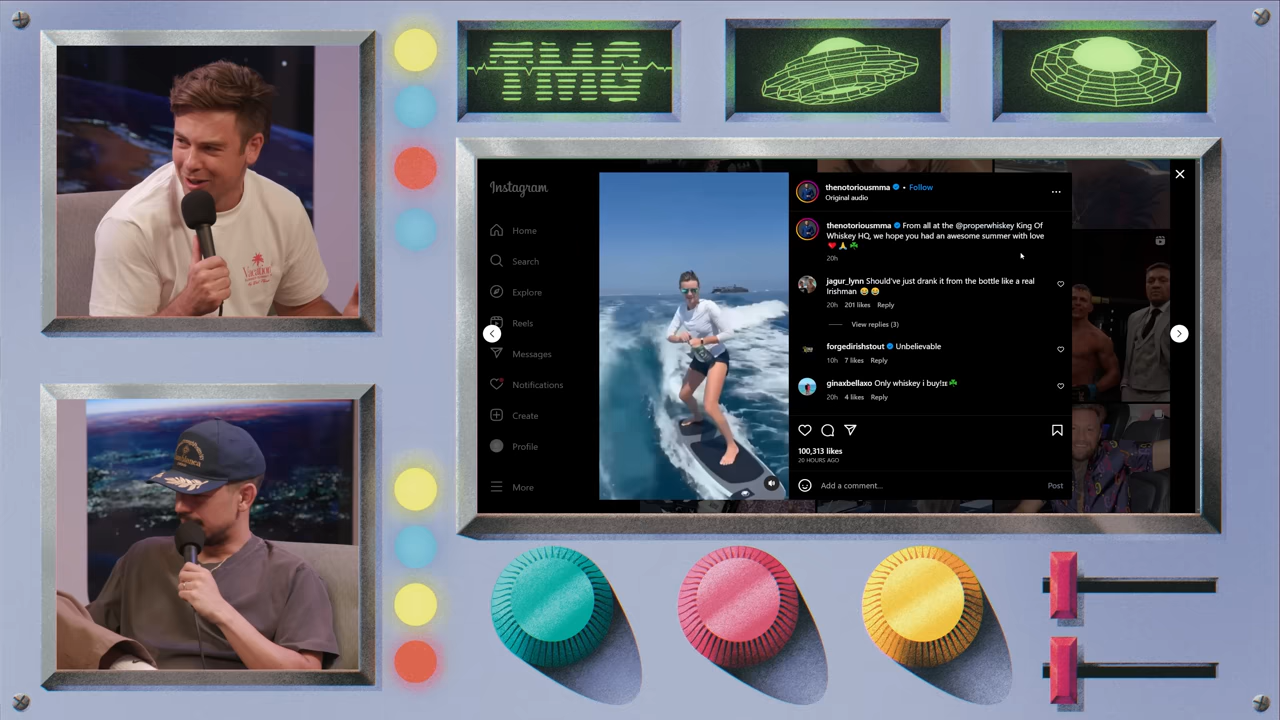 TMG
Vacation
Casablanca
Instagram
Home
Search
Explore
Reels
Messages
Notifications
Create
Profile
More
thenotoriousmma • Follow
Original audio
thenotoriousmma From all at the @properwhiskey King Of
Whiskey HQ, we hope you had an awesome summer with love
❤️ 🙏 ☘️
20h
jagur_lynn Should've just drank it from the bottle like a real
Irishman 😄 😄
20h 201 likes Reply
View replies (3)
forgedirishstout Unbelievable
10h 7 likes Reply
ginaxbellaxo Only whiskey i buy!🇮🇪☘️
20h 4 likes Reply
100,313 likes
20 HOURS AGO
Add a comment...
Post